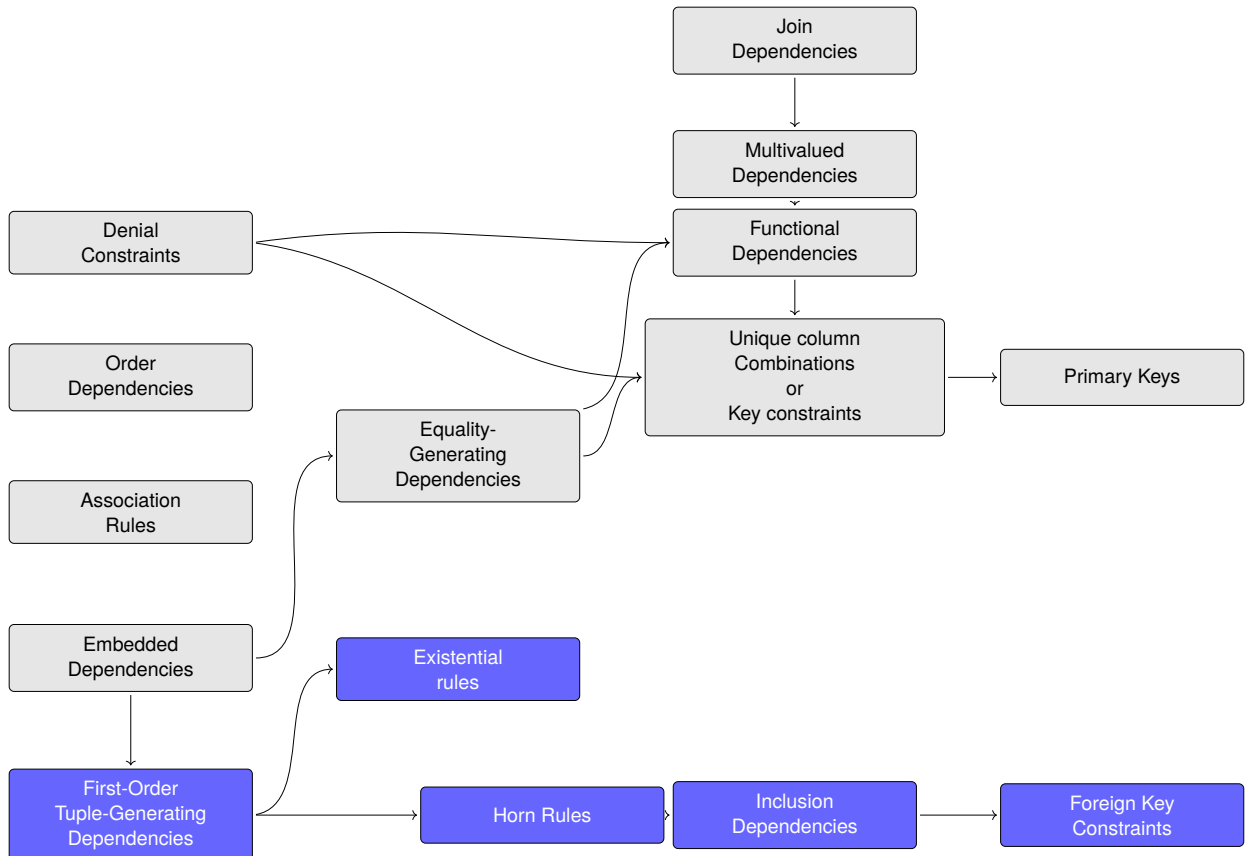 Join
Dependencies
Multivalued
Dependencies
Denial
Constraints
Functional
Dependencies
Order
Dependencies
Unique column
Combinations
or
Key constraints
Primary Keys
Equality-
Generating
Dependencies
Association
Rules
Embedded
Dependencies
Existential
rules
First-Order
Tuple-Generating
Dependencies
Horn Rules
Inclusion
Dependencies
Foreign Key
Constraints